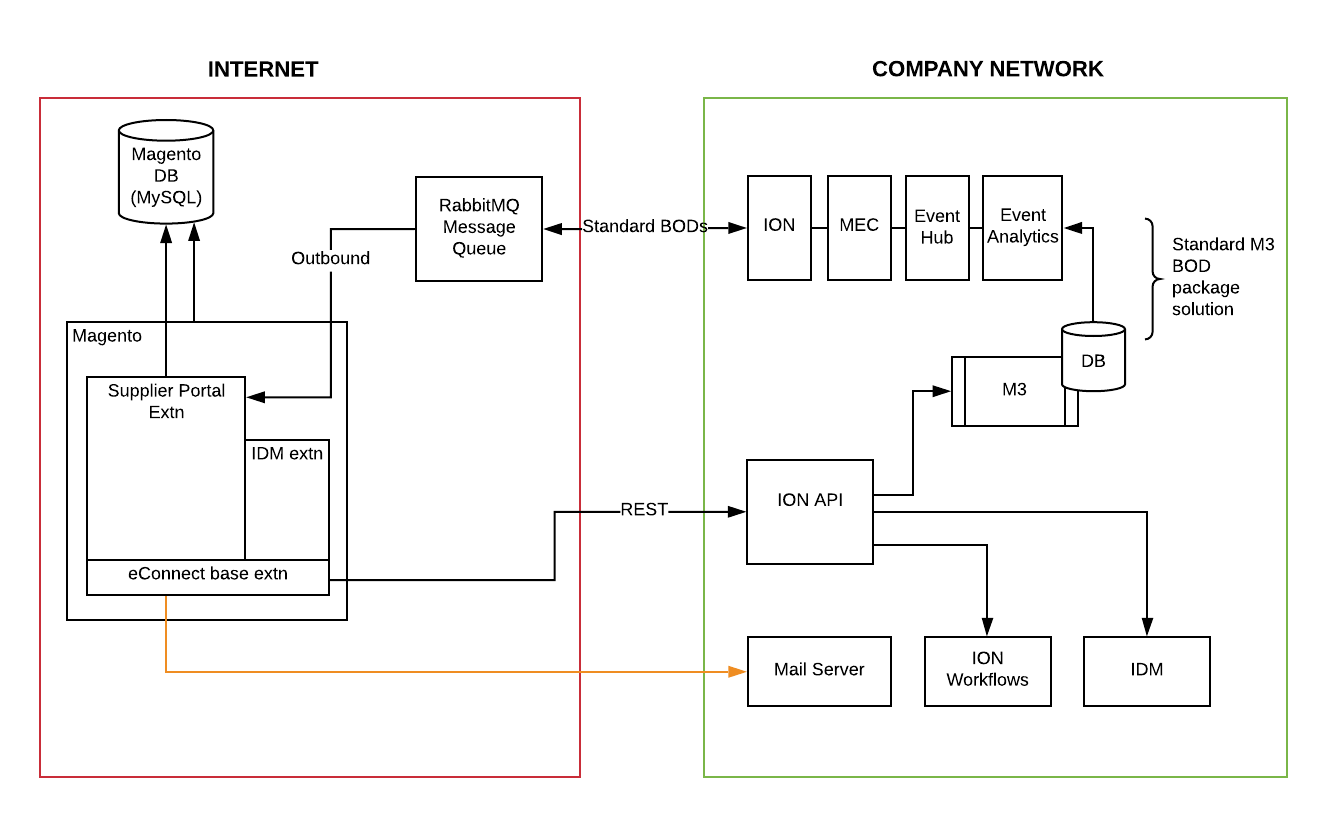 INTERNET
COMPANY NETWORK
Magento
DB
(MySQL)
RabbitMQ
Message
Queue
Outbound
Standard BODs
ION
MEC
Event
Hub
Event
Analytics
Standard M3
BOD
package
solution
Magento
Supplier Portal
Extn
IDM extn
eConnect base extn
DB
M3
REST
ION API
Mail Server
ION
Workflows
IDM